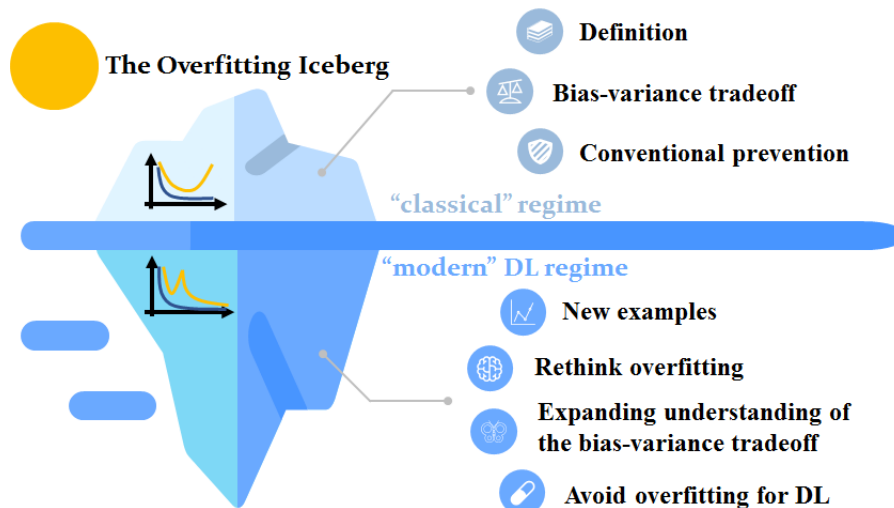 The Overfitting Iceberg
Definition
Bias-variance tradeoff
Conventional prevention
“classical” regime
“modern” DL regime
New examples
Rethink overfitting
Expanding understanding of
the bias-variance tradeoff
Avoid overfitting for DL